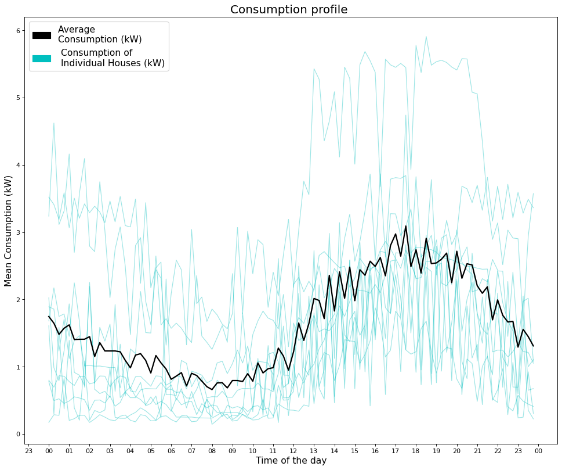 Consumption profile
Average
Consumption (kW)
Consumption of
Individual Houses (kW)
Mean Consumption (kW)
6
5
4
3
2
1
0
23 00 01 02 03 04 05 06 07 08 09 10 11 12 13 14 15 16 17 18 19 20 21 22 23 00
Time of the day